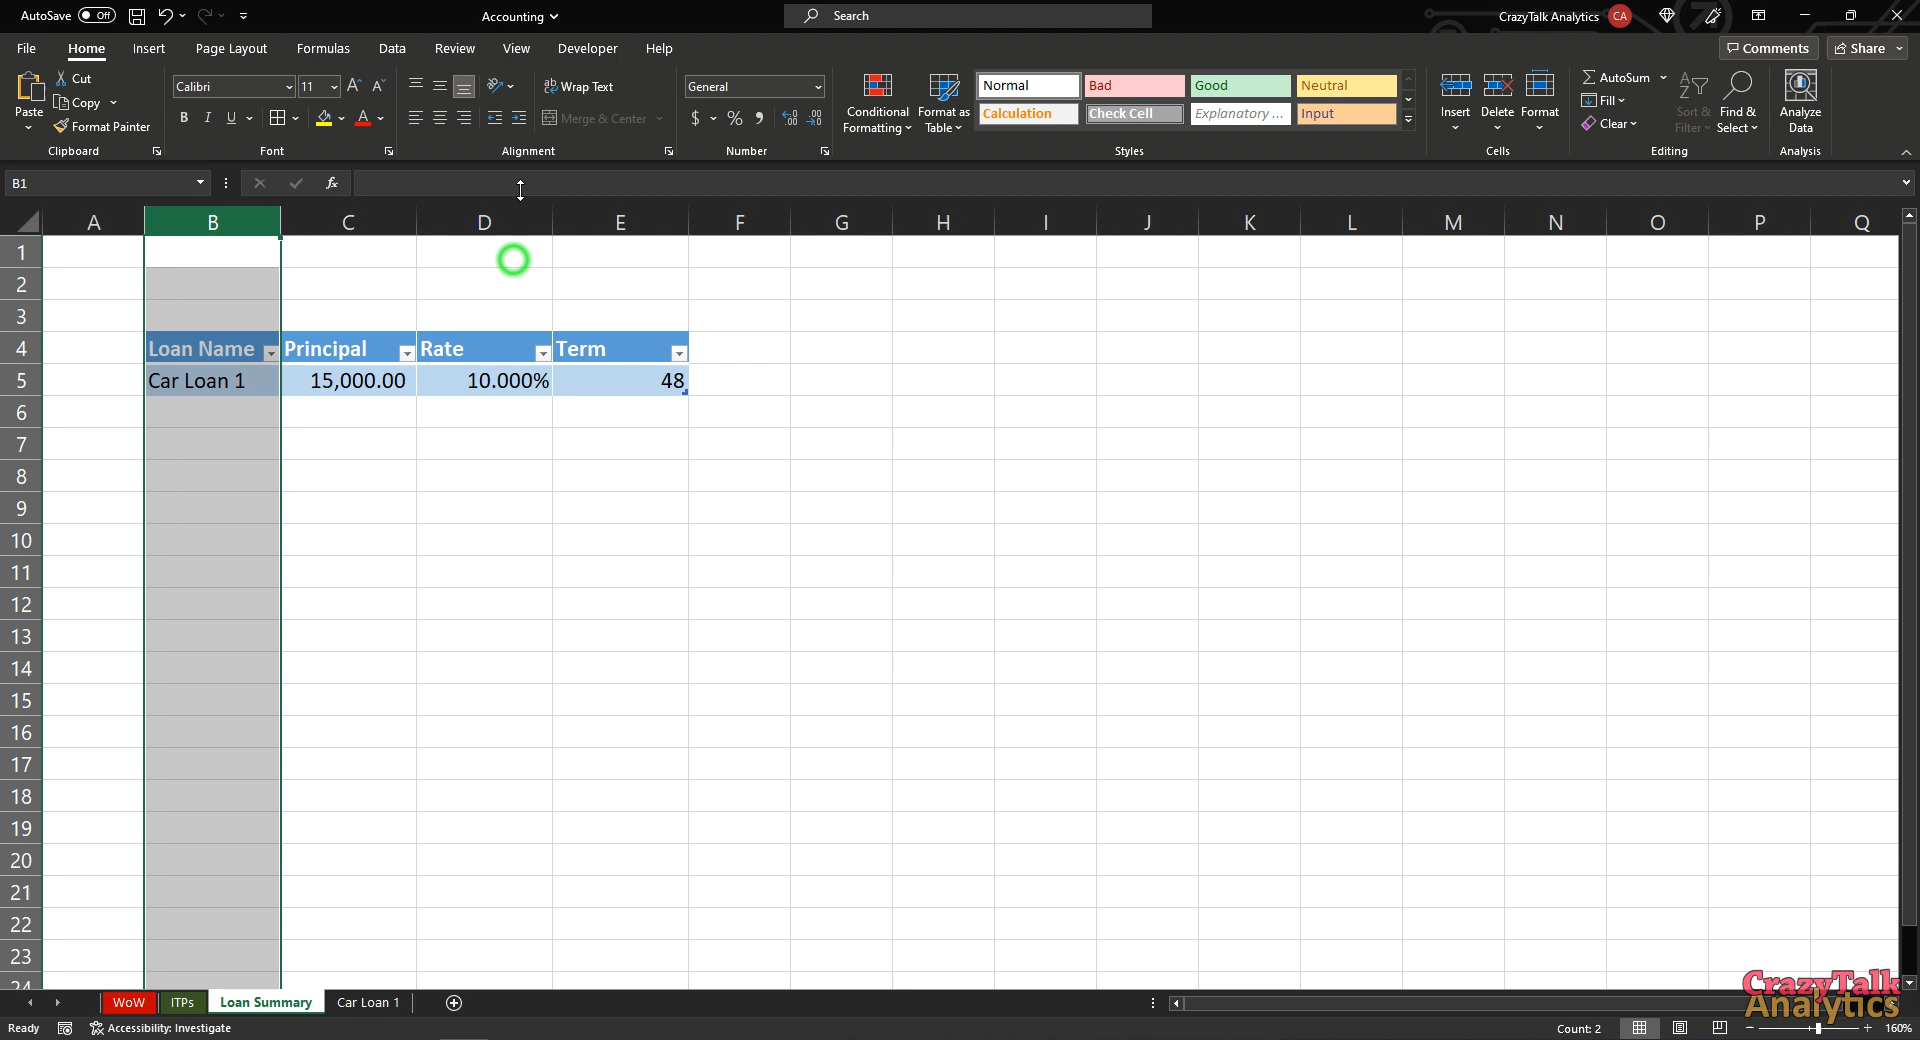 AutoSave Off Accounting Search CrazyTalk Analytics CA
File Home Insert Page Layout Formulas Data Review View Developer Help Comments Share
Paste Cut Copy Format Painter
Clipboard
Calibri 11 A A
B I U A
Font
ab Wrap Text
Merge & Center
Alignment
General
$ % 9
Number
Conditional Formatting
Format as Table
Normal Bad Good Neutral
Calculation Check Cell Explanatory ... Input
Styles
Insert Delete Format
Cells
AutoSum
Fill
Clear
Sort & Filter
Find & Select
Editing
Analyze Data
Analysis
B1 fx
A B C D E F G H I J K L M N O P Q
1
2
3
4 Loan Name Principal Rate Term
5 Car Loan 1 15,000.00 10.000% 48
6
7
8
9
10
11
12
13
14
15
16
17
18
19
20
21
22
23
24
WoW ITPs Loan Summary Car Loan 1
CrazyTalk
Analytics
Ready Accessibility: Investigate Count: 2 160%